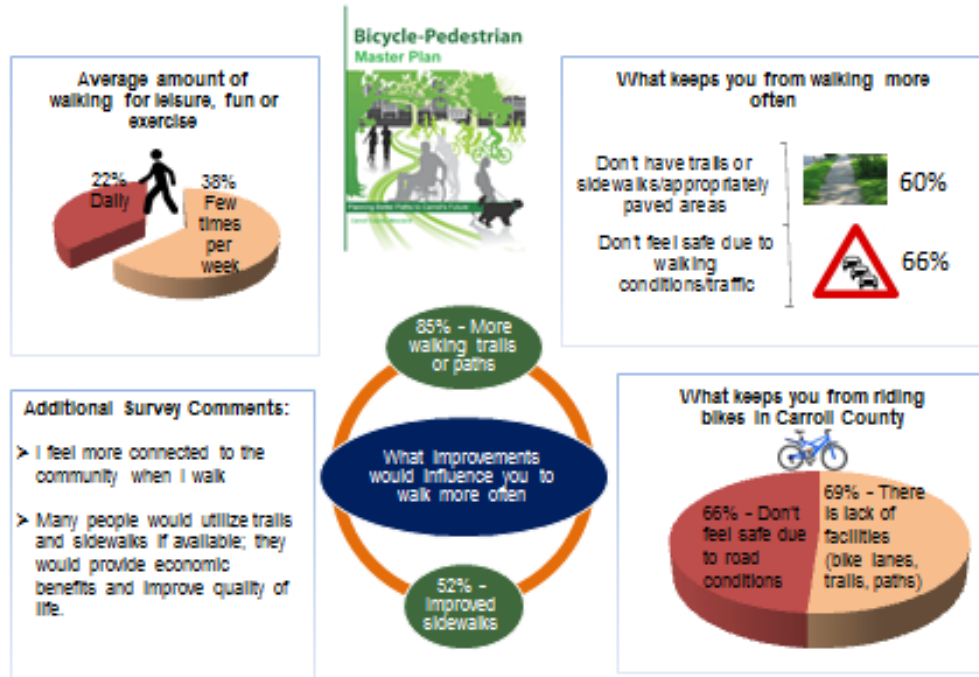 Bicycle-Pedestrian
Master Plan
Planning Better Paths to Carroll's Future
Average amount of
walking for leisure, fun or
exercise
22%
Daily
38%
Few
times
per
week
What keeps you from walking more
often
Don't have trails or
sidewalks/appropriately
paved areas
60%
Don't feel safe due to
walking
conditions/traffic
66%
85% - More
walking trails
or paths
What improvements
would influence you to
walk more often
52% -
Improved
sidewalks
Additional Survey Comments:
➤ I feel more connected to the
community when I walk
➤ Many people would utilize trails
and sidewalks if available; they
would provide economic
benefits and improve quality of
life.
What keeps you from riding
bikes in Carroll County
66% - Don't
feel safe due
to road
conditions
69% - There
is lack of
facilities
(bike lanes,
trails, paths)